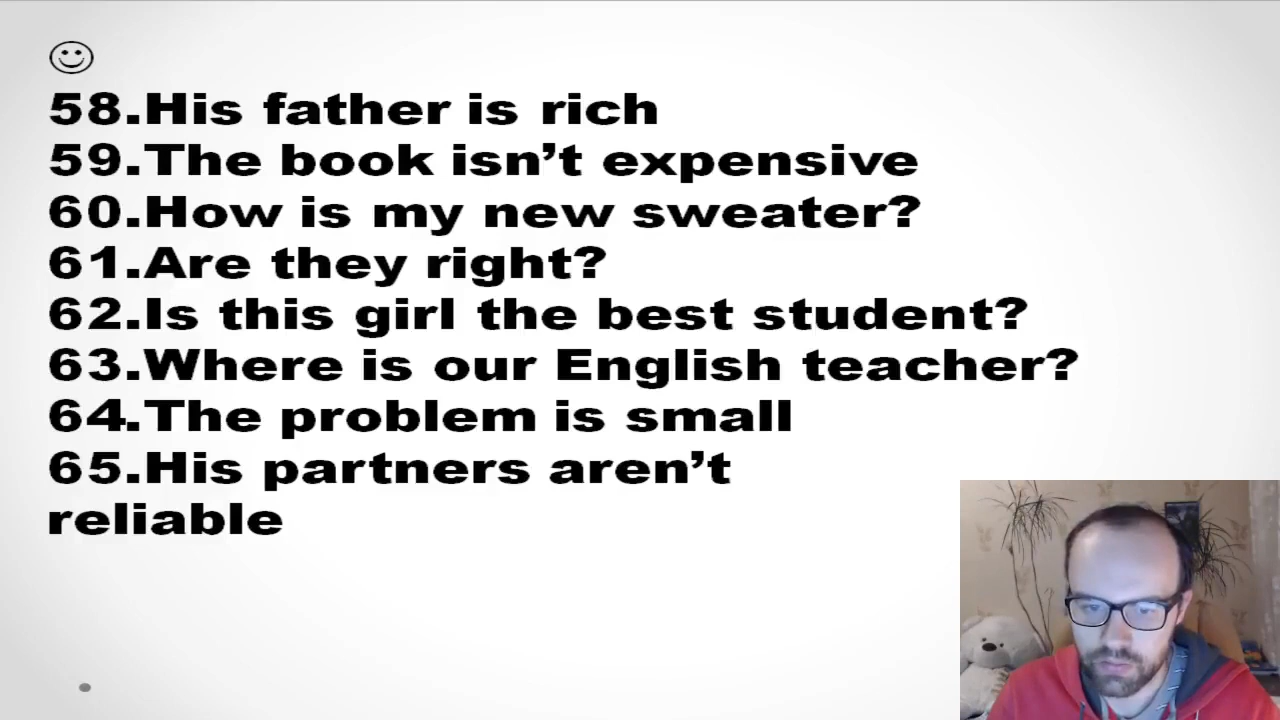 58.His father is rich
59.The book isn’t expensive
60.How is my new sweater?
61.Are they right?
62.Is this girl the best student?
63.Where is our English teacher?
64.The problem is small
65.His partners aren’t
reliable